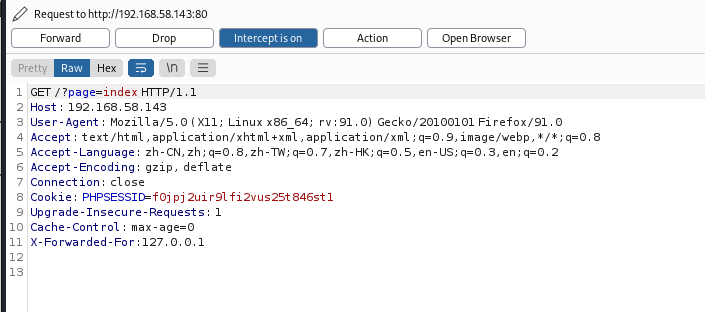 Request to http://192.168.58.143:80
Forward Drop Intercept is on Action Open Browser
Pretty Raw Hex \n
1 GET /?page=index HTTP/1.1
2 Host: 192.168.58.143
3 User-Agent: Mozilla/5.0 (X11; Linux x86_64; rv:91.0) Gecko/20100101 Firefox/91.0
4 Accept: text/html,application/xhtml+xml,application/xml;q=0.9,image/webp,*/*;q=0.8
5 Accept-Language: zh-CN,zh;q=0.8,zh-TW;q=0.7,zh-HK;q=0.5,en-US;q=0.3,en;q=0.2
6 Accept-Encoding: gzip, deflate
7 Connection: close
8 Cookie: PHPSESSID=f0jpj2uir9lfi2vus25t846st1
9 Upgrade-Insecure-Requests: 1
10 Cache-Control: max-age=0
11 X-Forwarded-For:127.0.0.1
12
13